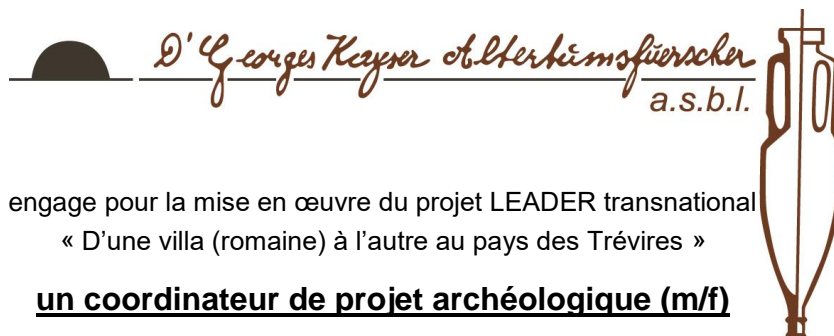 D'Georges Kayser Altertumsfuerscher
a.s.b.l.
engage pour la mise en œuvre du projet LEADER transnational
« D'une villa (romaine) à l'autre au pays des Trévires »
un coordinateur de projet archéologique (m/f)